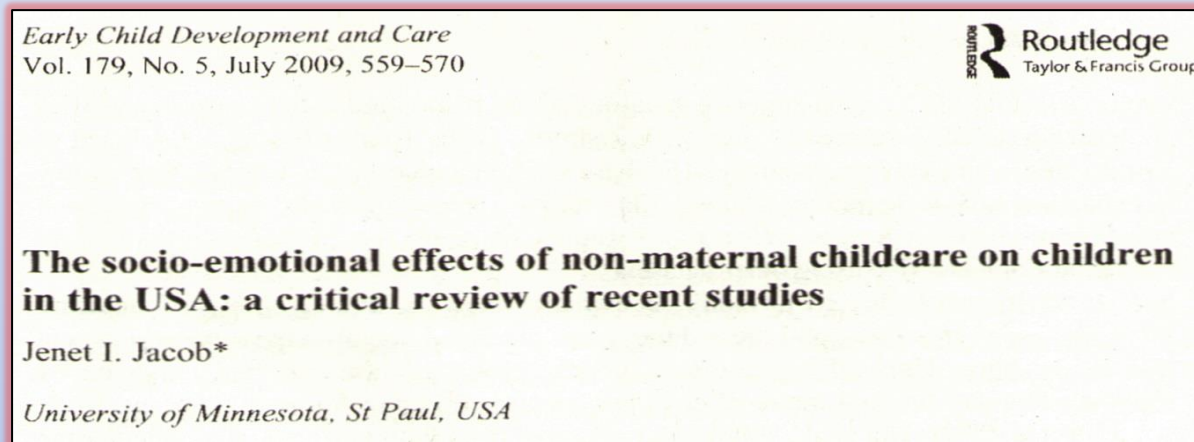 Early Child Development and Care
Vol. 179, No. 5, July 2009, 559–570
ROUTLEDGE
Routledge
Taylor & Francis Group
The socio-emotional effects of non-maternal childcare on children
in the USA: a critical review of recent studies
Jenet I. Jacob*
University of Minnesota, St Paul, USA